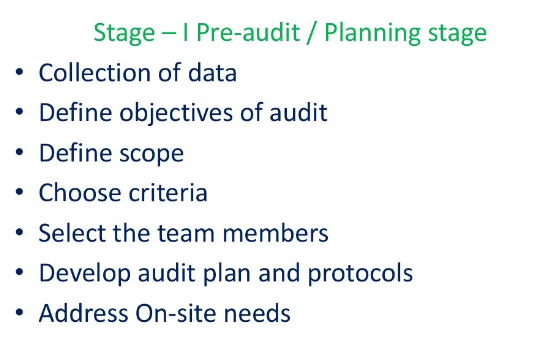 Stage – I Pre-audit / Planning stage
• Collection of data
• Define objectives of audit
• Define scope
• Choose criteria
• Select the team members
• Develop audit plan and protocols
• Address On-site needs